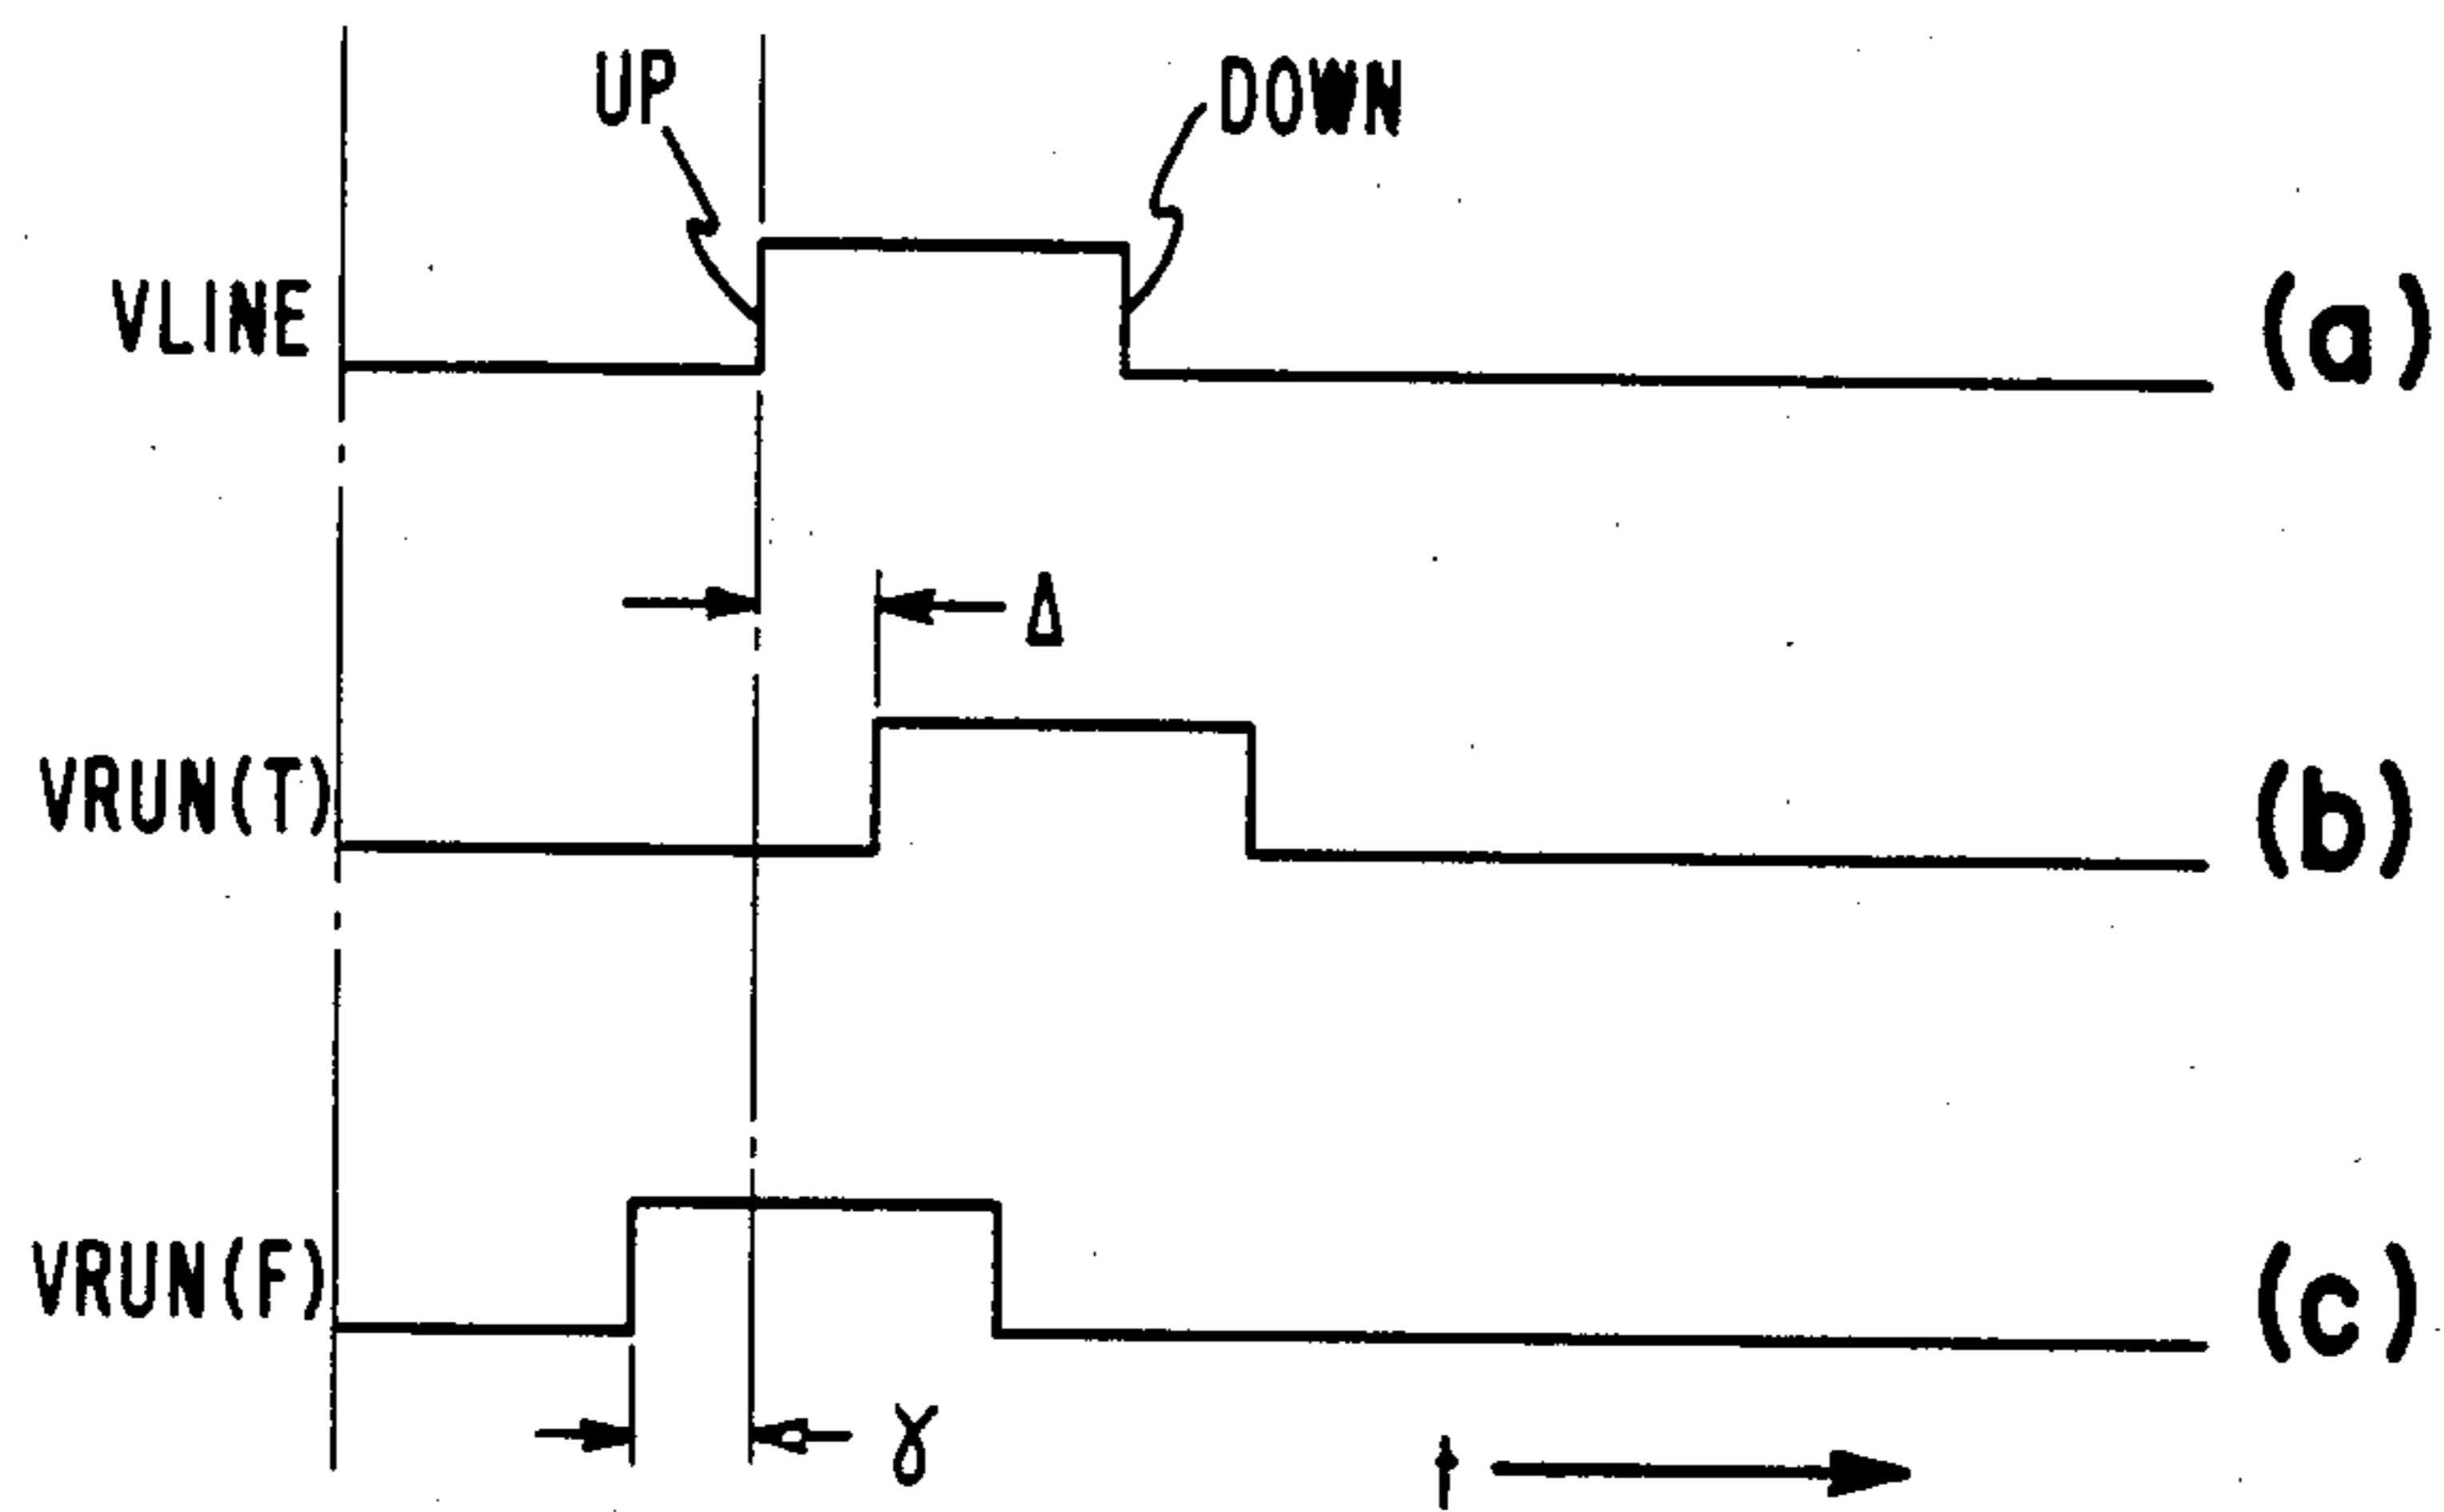 UP
DOWN
VLINE
(a)
Δ
VRUN(T)
(b)
VRUN(F)
(c)
γ
t